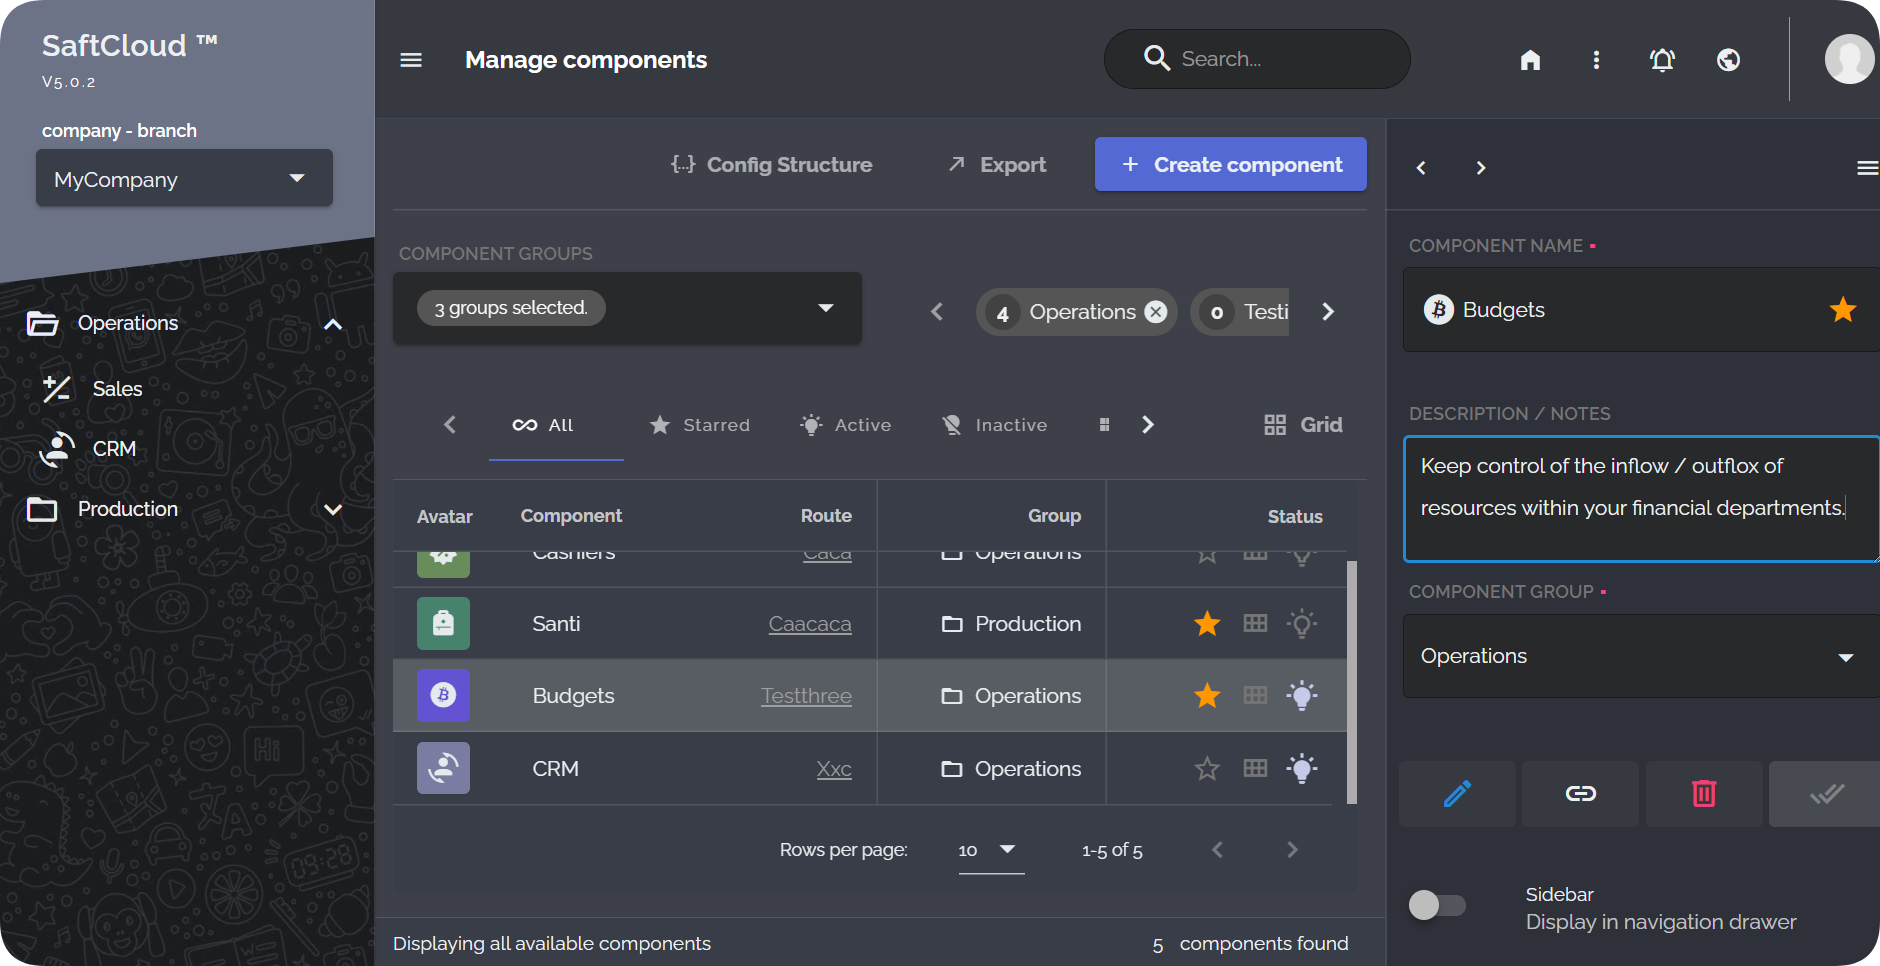 SaftCloud ™
V5.0.2
company - branch
MyCompany
Operations
Sales
CRM
Production
Manage components
Search...
{...} Config Structure
Export
+ Create component
COMPONENT GROUPS
3 groups selected.
4 Operations
0 Testi
All
Starred
Active
Inactive
Grid
Avatar Component Route Group Status
Cashiers Caca Operations
Santi Caacaca Production
Budgets Testthree Operations
CRM Xxc Operations
Rows per page: 10 1-5 of 5
Displaying all available components
5 components found
COMPONENT NAME
Budgets
DESCRIPTION / NOTES
Keep control of the inflow / outflox of
resources within your financial departments.
COMPONENT GROUP
Operations
Sidebar
Display in navigation drawer
Hi
09:28